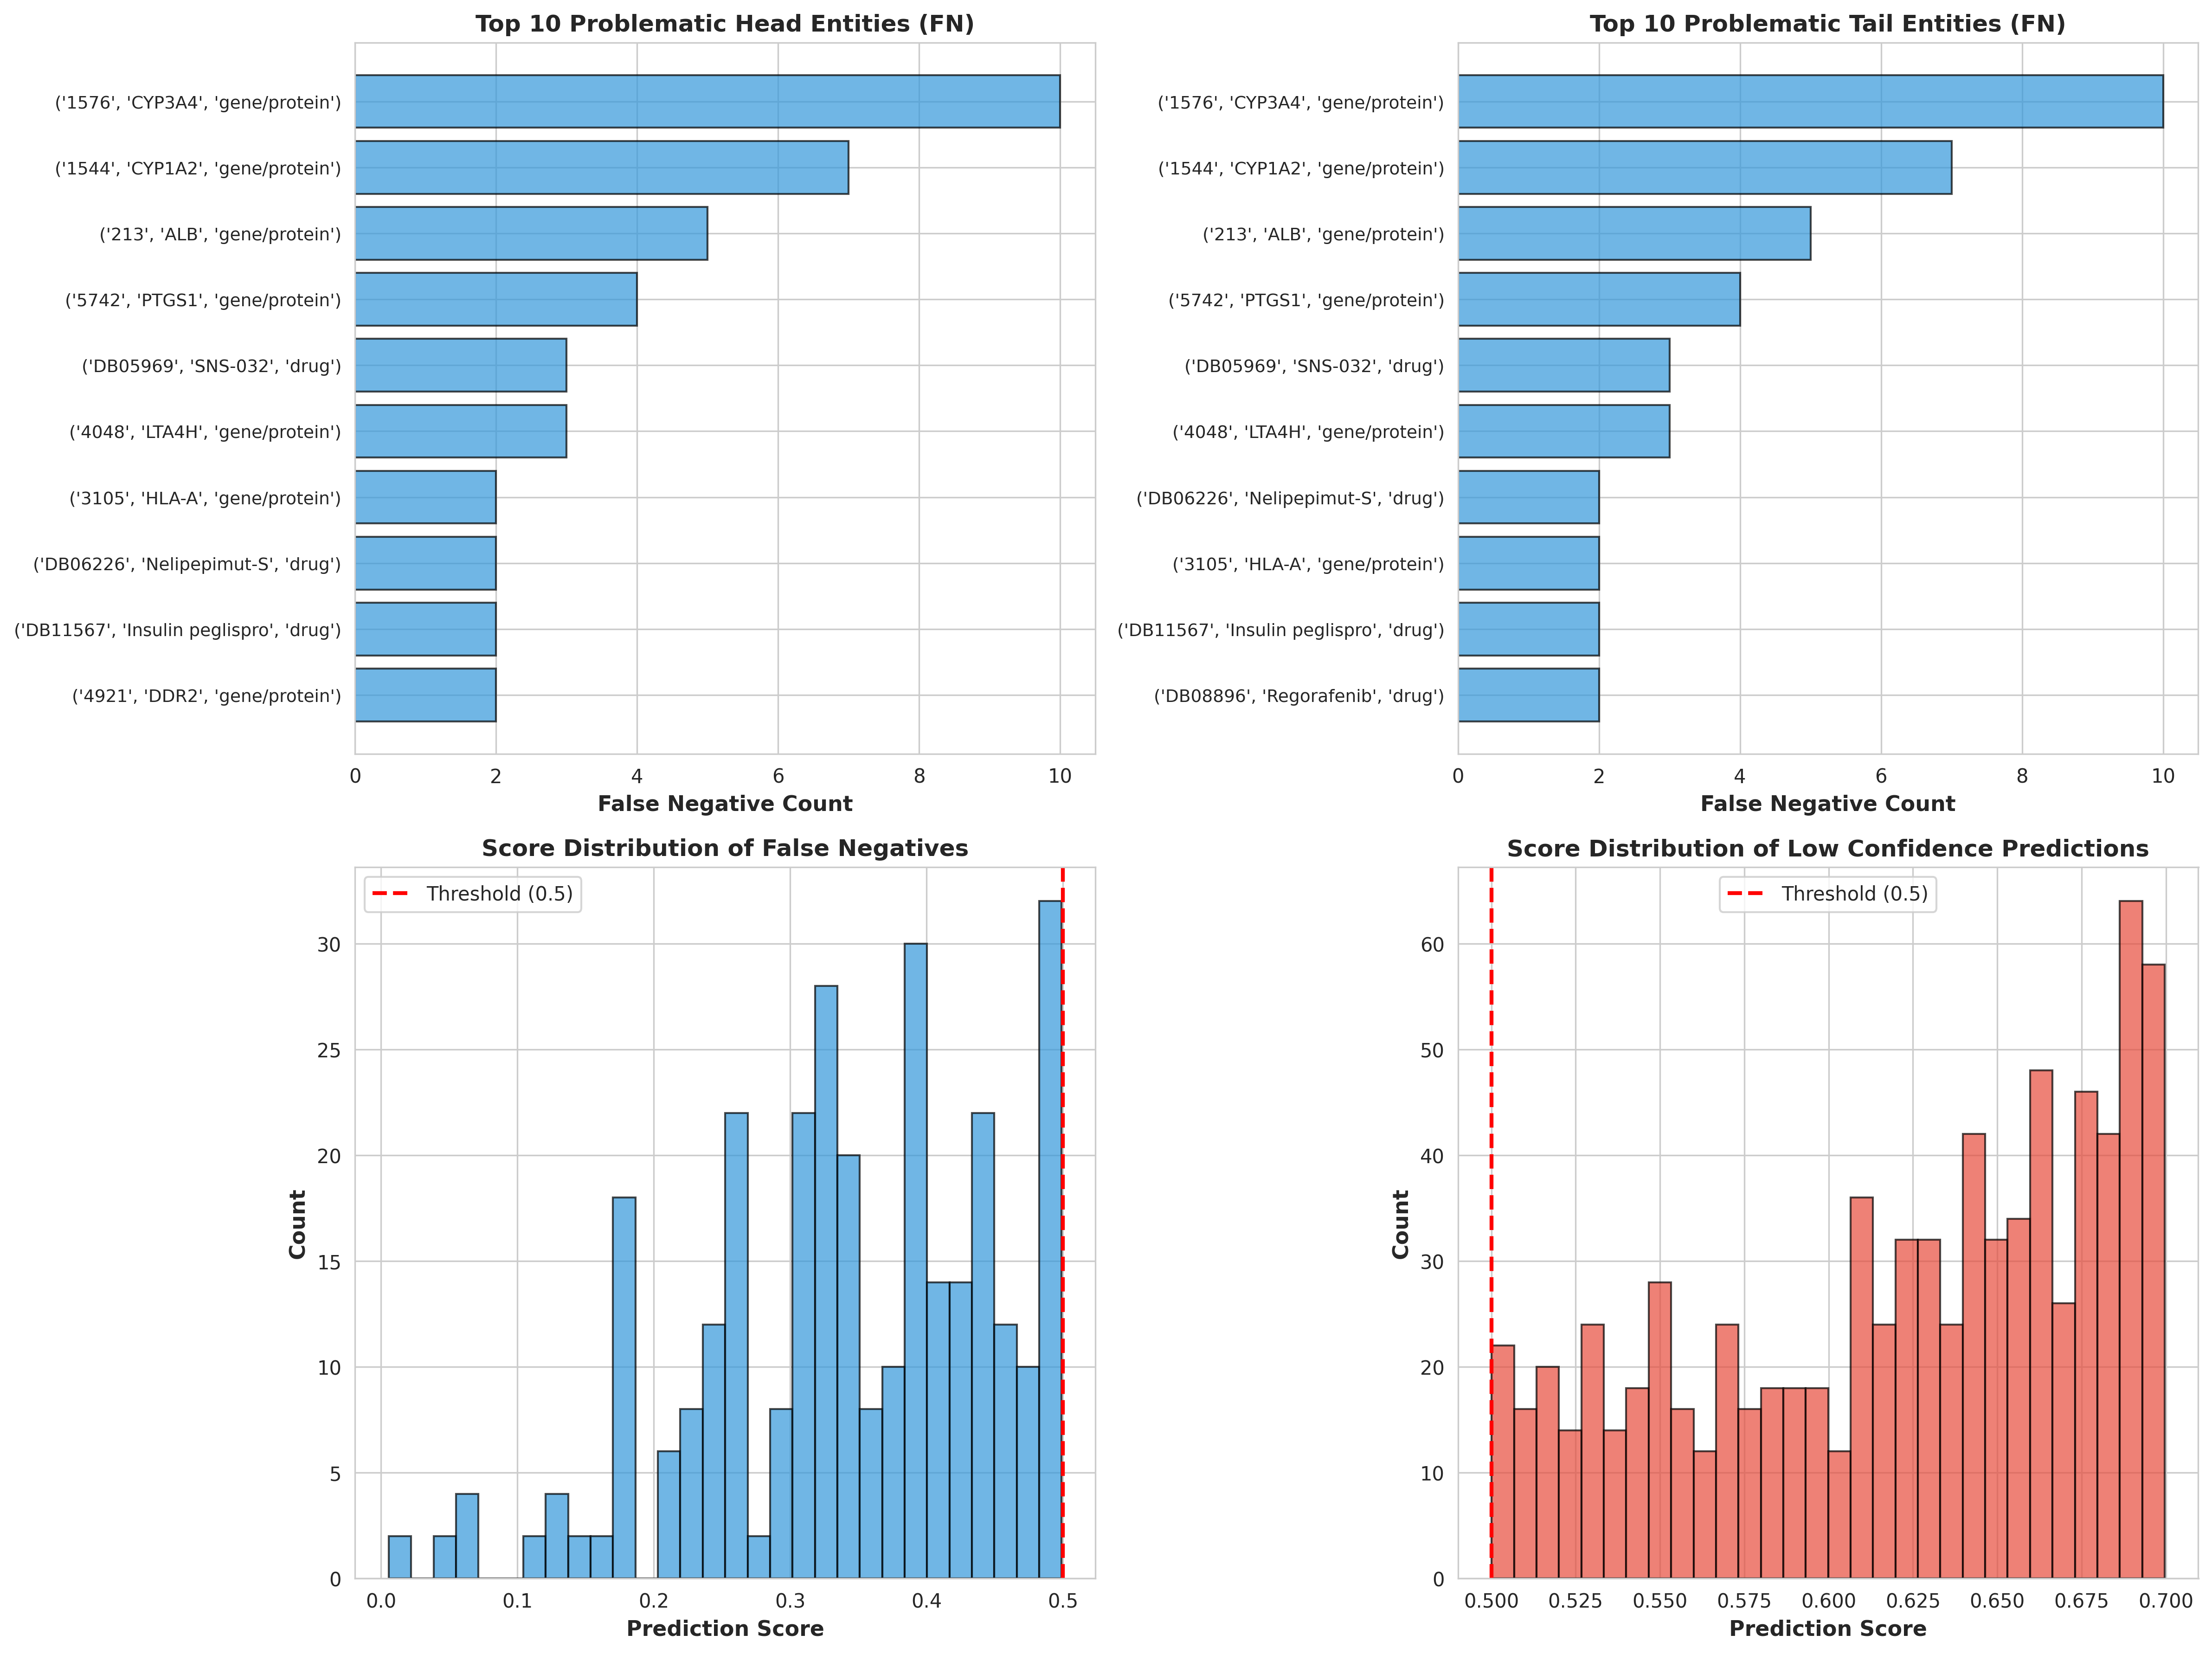 Top 10 Problematic Head Entities (FN)
('1576', 'CYP3A4', 'gene/protein')
('1544', 'CYP1A2', 'gene/protein')
('213', 'ALB', 'gene/protein')
('5742', 'PTGS1', 'gene/protein')
('DB05969', 'SNS-032', 'drug')
('4048', 'LTA4H', 'gene/protein')
('3105', 'HLA-A', 'gene/protein')
('DB06226', 'Nelipepimut-S', 'drug')
('DB11567', 'Insulin peglispro', 'drug')
('4921', 'DDR2', 'gene/protein')
0 2 4 6 8 10
False Negative Count
Top 10 Problematic Tail Entities (FN)
('1576', 'CYP3A4', 'gene/protein')
('1544', 'CYP1A2', 'gene/protein')
('213', 'ALB', 'gene/protein')
('5742', 'PTGS1', 'gene/protein')
('DB05969', 'SNS-032', 'drug')
('4048', 'LTA4H', 'gene/protein')
('DB06226', 'Nelipepimut-S', 'drug')
('3105', 'HLA-A', 'gene/protein')
('DB11567', 'Insulin peglispro', 'drug')
('DB08896', 'Regorafenib', 'drug')
0 2 4 6 8 10
False Negative Count
Score Distribution of False Negatives
Threshold (0.5)
Count
30
25
20
15
10
5
0
0.0 0.1 0.2 0.3 0.4 0.5
Prediction Score
Score Distribution of Low Confidence Predictions
Threshold (0.5)
Count
60
50
40
30
20
10
0
0.500 0.525 0.550 0.575 0.600 0.625 0.650 0.675 0.700
Prediction Score